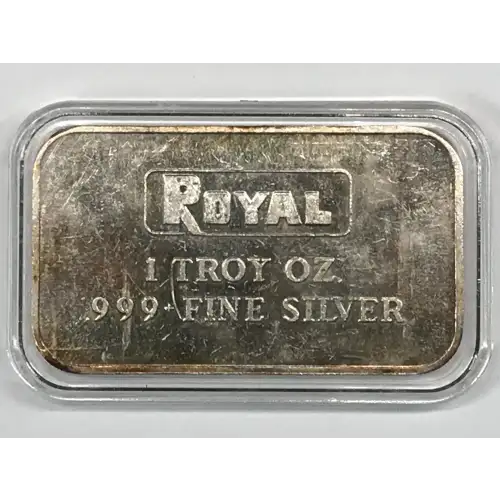 ROYAL
1 TROY OZ.
.999+ FINE SILVER